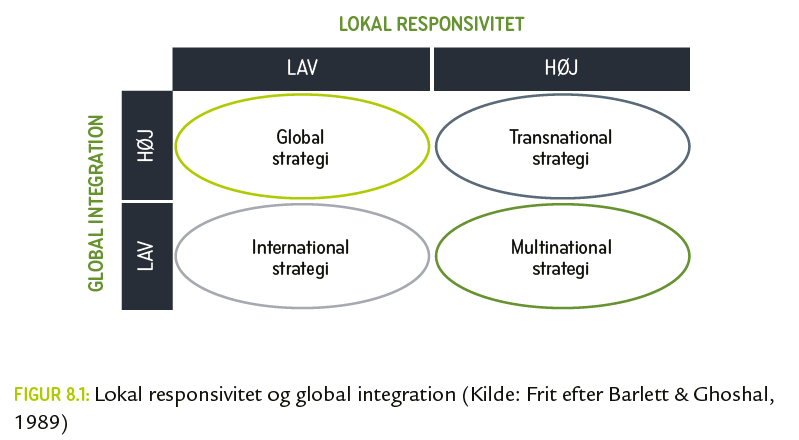 LOKAL RESPONSIVITET
LAV
HØJ
GLOBAL INTEGRATION
HØJ
Global
strategi
Transnational
strategi
LAV
International
strategi
Multinational
strategi
FIGUR 8.1: Lokal responsivitet og global integration (Kilde: Frit efter Barlett & Ghoshal,
1989)